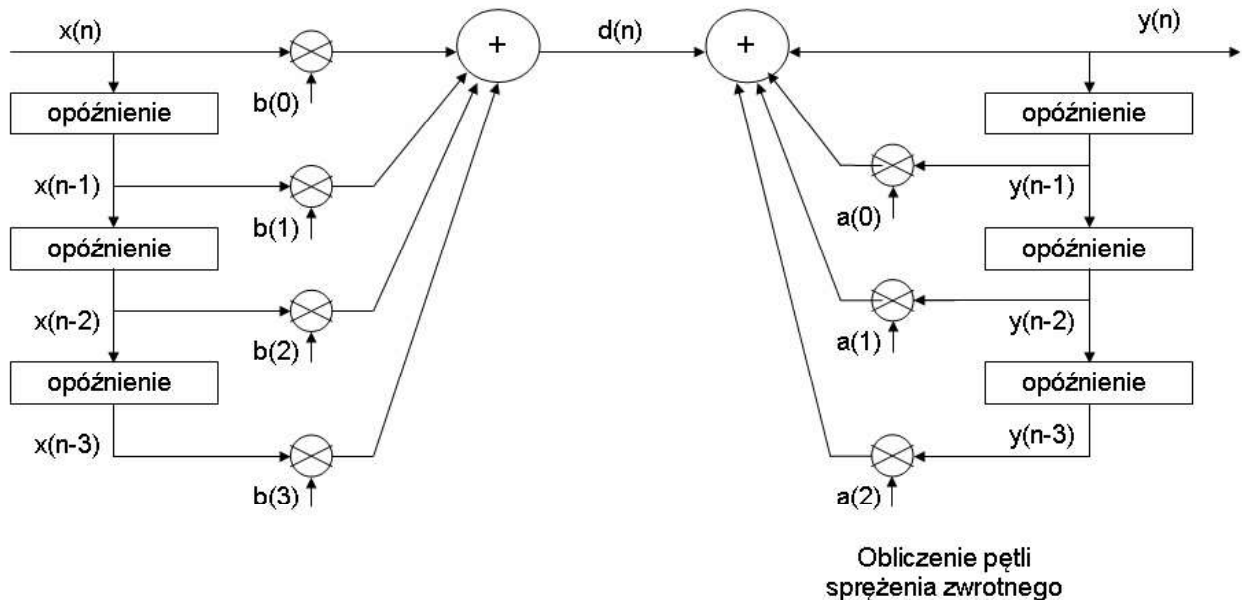 x(n)
+
d(n)
+
y(n)
b(0)
opóźnienie
opóźnienie
x(n-1)
b(1)
y(n-1)
a(0)
opóźnienie
opóźnienie
x(n-2)
b(2)
y(n-2)
a(1)
opóźnienie
opóźnienie
x(n-3)
b(3)
y(n-3)
a(2)
Obliczenie pętli
sprężenia zwrotnego